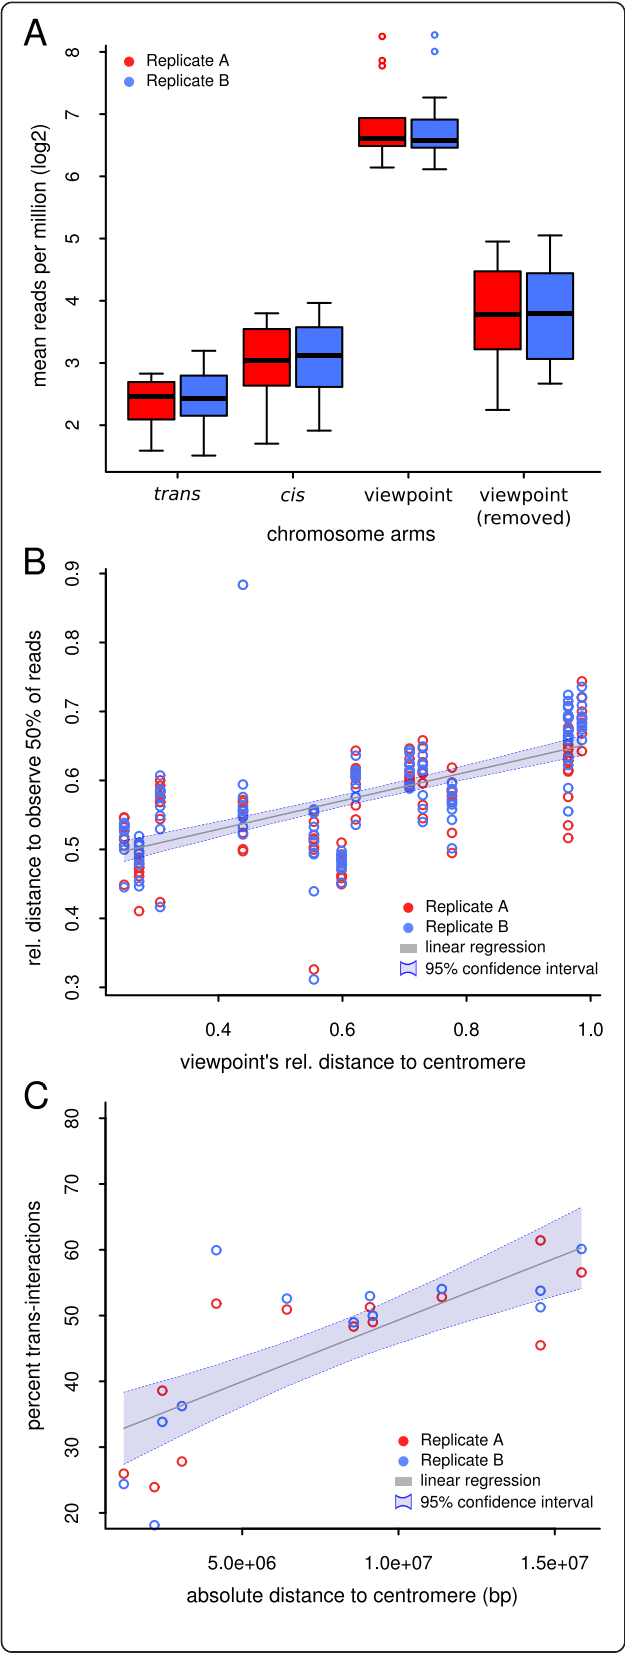 A
Replicate A
Replicate B
mean reads per million (log2)
8
7
6
5
4
3
2
trans
cis
viewpoint
viewpoint
(removed)
chromosome arms
B
rel. distance to observe 50% of reads
0.9
0.8
0.7
0.6
0.5
0.4
0.3
Replicate A
Replicate B
linear regression
95% confidence interval
0.4
0.6
0.8
1.0
viewpoint's rel. distance to centromere
C
percent trans-interactions
80
70
60
50
40
30
20
Replicate A
Replicate B
linear regression
95% confidence interval
5.0e+06
1.0e+07
1.5e+07
absolute distance to centromere (bp)